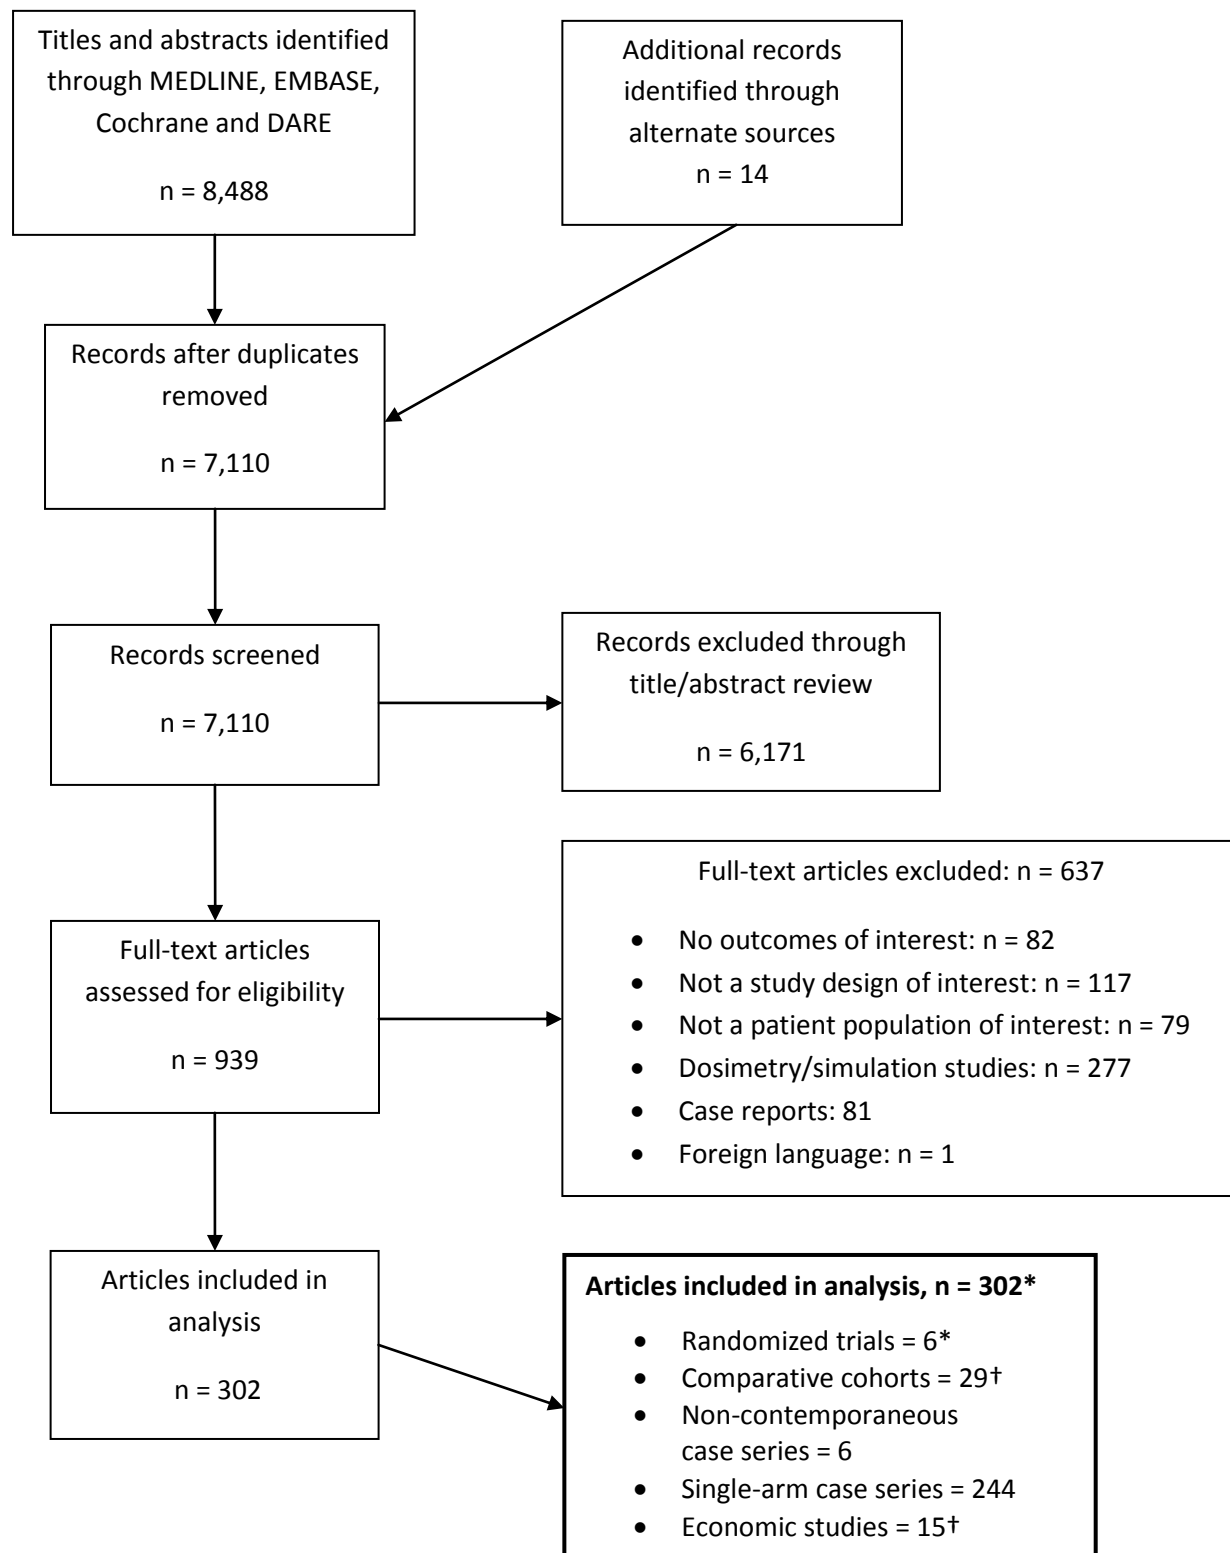 Titles and abstracts identified
through MEDLINE, EMBASE,
Cochrane and DARE
n = 8,488
Additional records
identified through
alternate sources
n = 14
Records after duplicates
removed
n = 7,110
Records screened
n = 7,110
Records excluded through
title/abstract review
n = 6,171
Full-text articles
assessed for eligibility
n = 939
Full-text articles excluded: n = 637
• No outcomes of interest: n = 82
• Not a study design of interest: n = 117
• Not a patient population of interest: n = 79
• Dosimetry/simulation studies: n = 277
• Case reports: 81
• Foreign language: n = 1
Articles included in
analysis
n = 302
Articles included in analysis, n = 302*
• Randomized trials = 6*
• Comparative cohorts = 29†
• Non-contemporaneous
case series = 6
• Single-arm case series = 244
• Economic studies = 15†